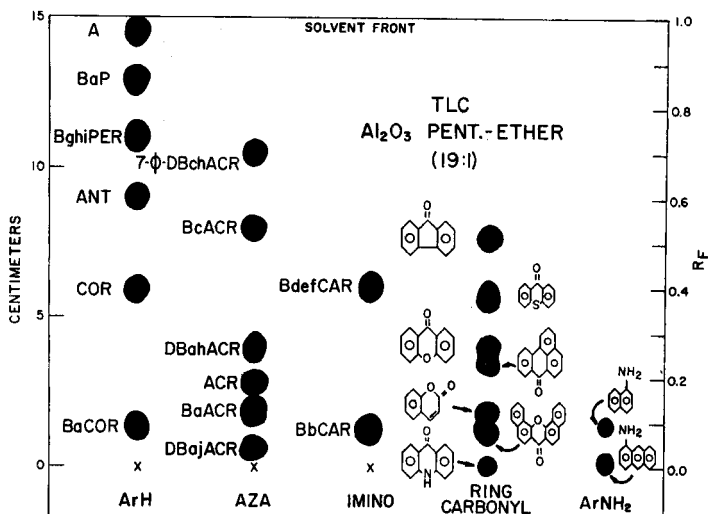 15
SOLVENT FRONT
1.0
A
BaP
TLC
Al₂O₃ PENT.-ETHER
(19:1)
0.8
BghiPER
7-ϕ-DBchACR
10
ANT
0.6
BcACR
O
CENTIMETERS
COR
BdefCAR
O
S
0.4
R_F
5
DBahACR
O
O
O
ACR
0.2
NH₂
BaCOR
BaACR
BbCAR
O
O
O
O
NH₂
DBajACR
O
N
H
0
x
x
x
0.0
ArH
AZA
IMINO
RING
CARBONYL
ArNH₂